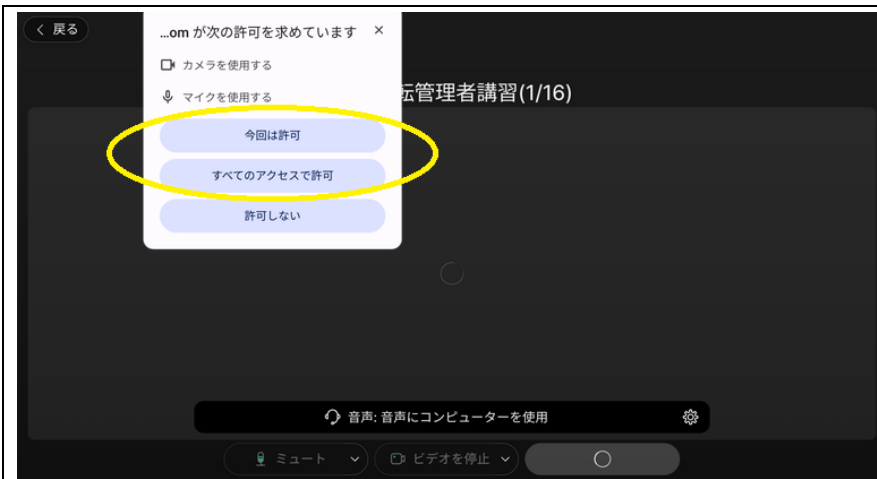 戻る
...om が次の許可を求めています
カメラを使用する
マイクを使用する
転管理者講習(1/16)
今回は許可
すべてのアクセスで許可
許可しない
音声: 音声にコンピューターを使用
ミュート
ビデオを停止